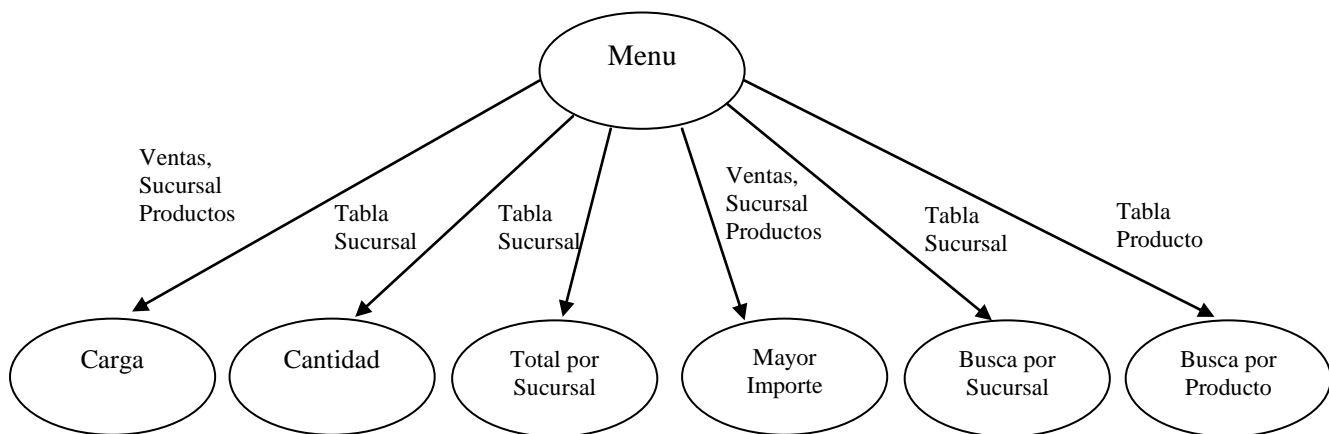 Menu
Ventas,
Sucursal
Productos
Tabla
Sucursal
Tabla
Sucursal
Ventas,
Sucursal
Productos
Tabla
Sucursal
Tabla
Producto
Carga
Cantidad
Total por
Sucursal
Mayor
Importe
Busca por
Sucursal
Busca por
Producto